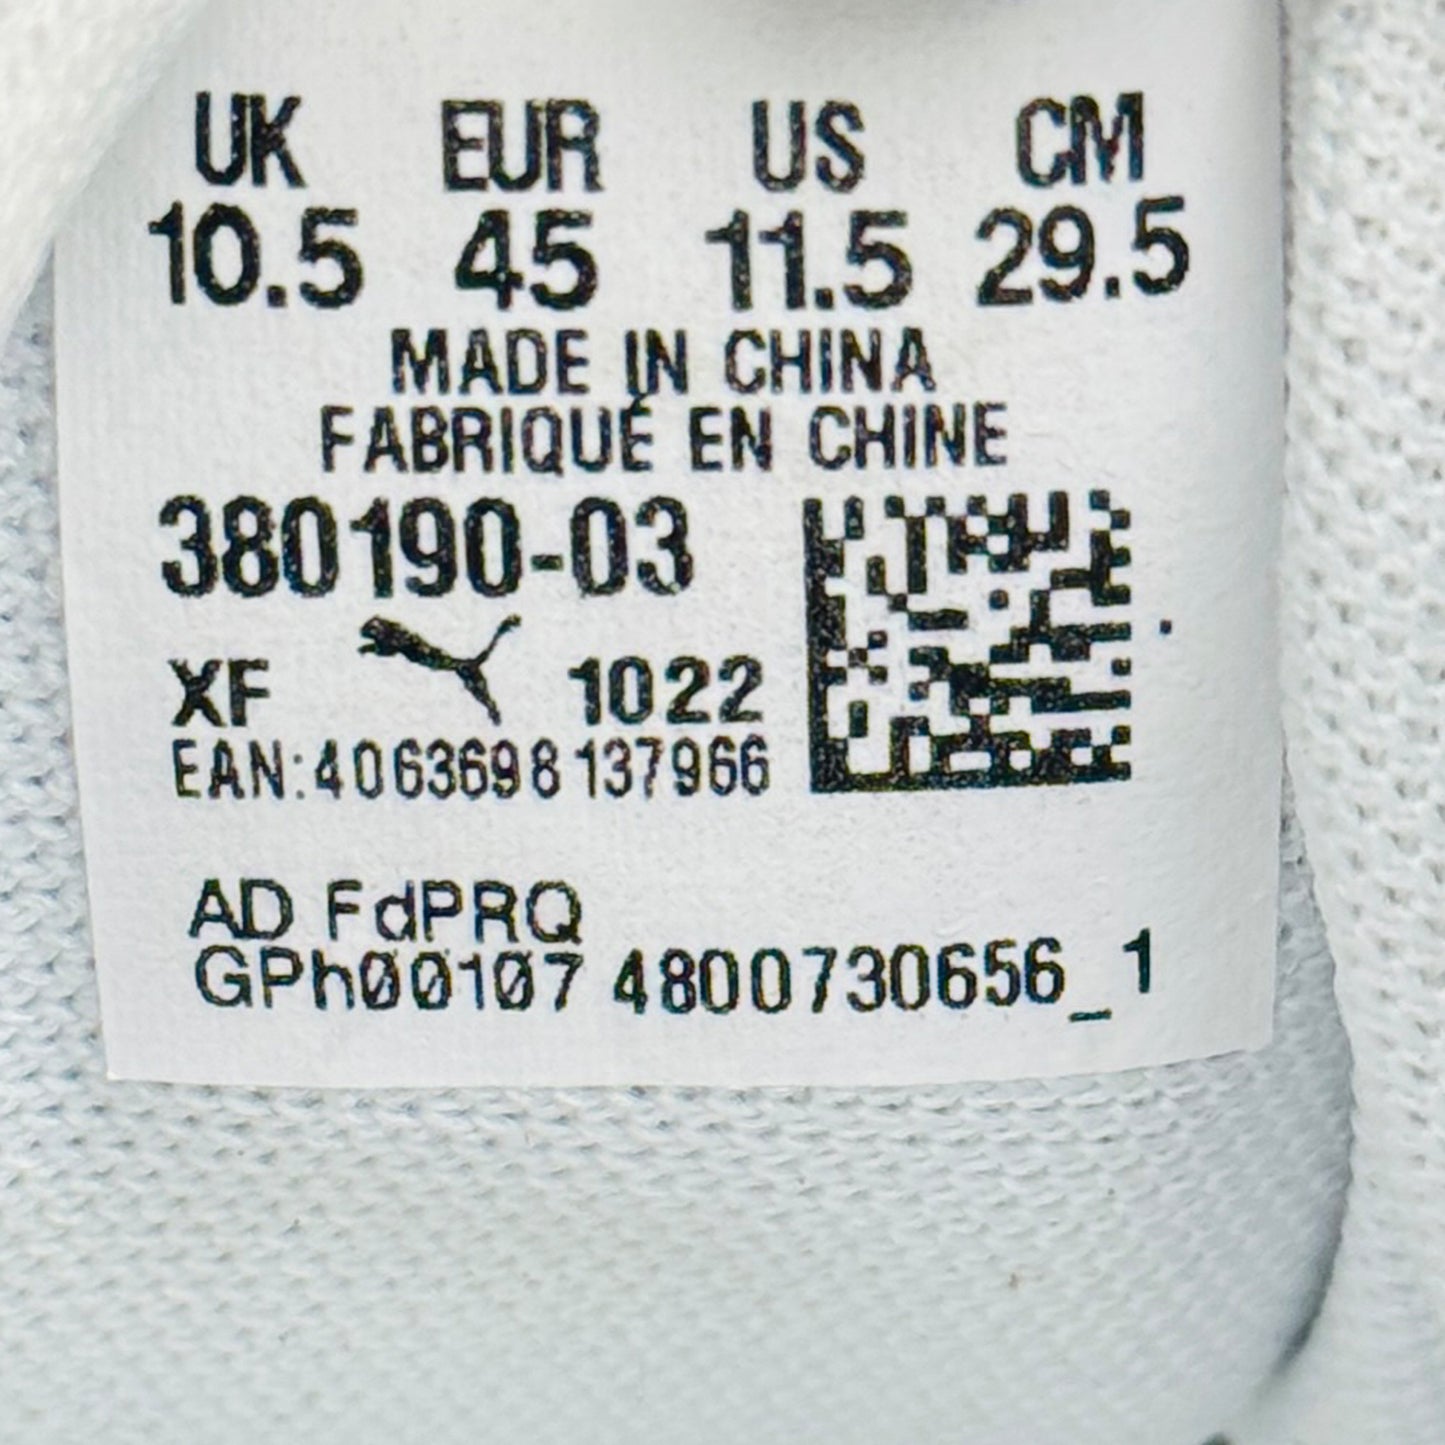 UK EUR US CM
10.5 45 11.5 29.5
MADE IN CHINA
FABRIQUÉ EN CHINE
380190-03
XF 1022
EAN:4063698137966
AD FdPRQ
GPh00107 4800730656_1